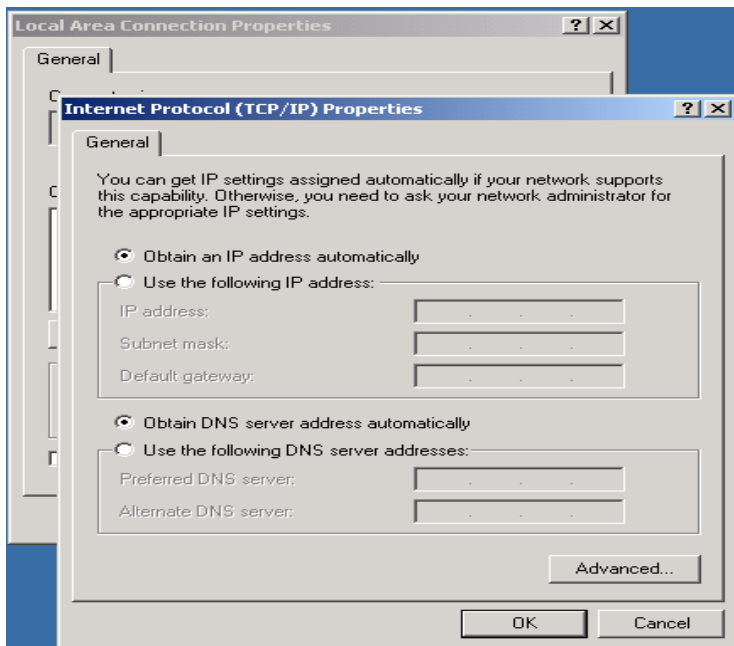 Local Area Connection Properties
General
Internet Protocol (TCP/IP) Properties
General
You can get IP settings assigned automatically if your network supports
this capability. Otherwise, you need to ask your network administrator for
the appropriate IP settings.
Obtain an IP address automatically
Use the following IP address:
IP address:
Subnet mask:
Default gateway:
Obtain DNS server address automatically
Use the following DNS server addresses:
Preferred DNS server:
Alternate DNS server:
Advanced...
OK
Cancel